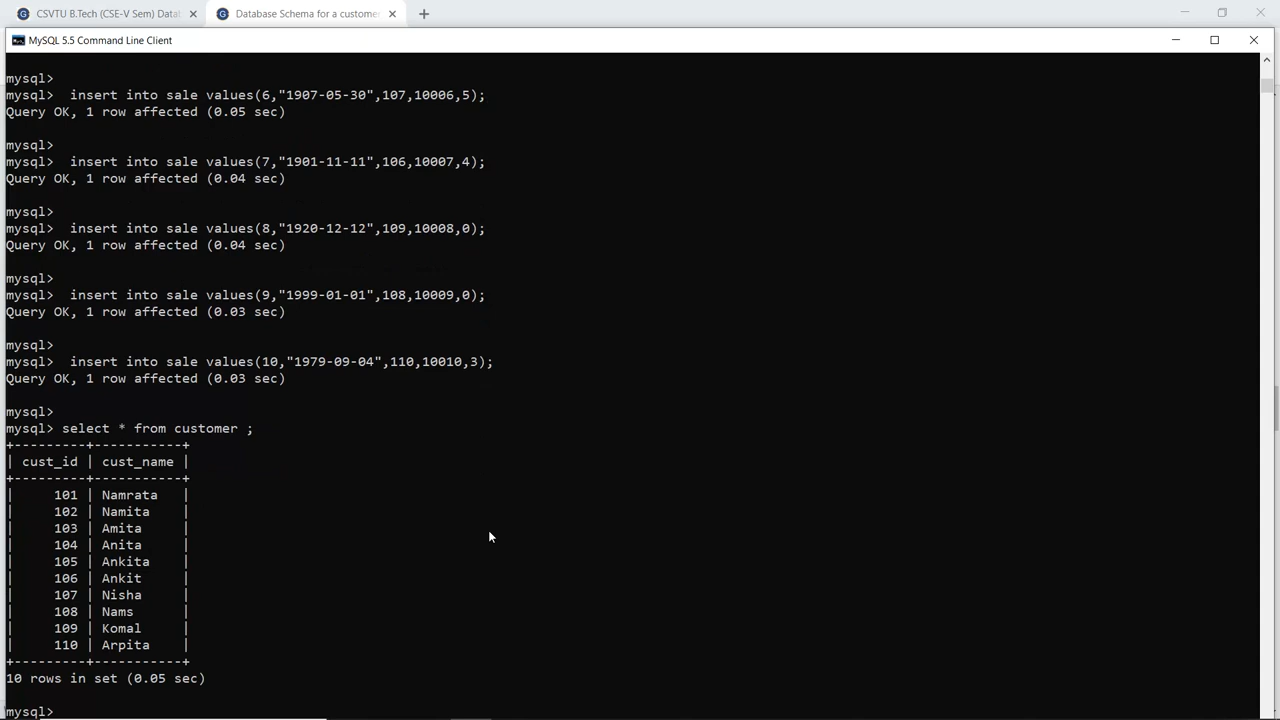 CSVTU B.Tech (CSE-V Sem) Datal
Database Schema for a custome
MySQL 5.5 Command Line Client
mysql>
mysql>  insert into sale values(6,"1907-05-30",107,10006,5);
Query OK, 1 row affected (0.05 sec)
mysql>
mysql>  insert into sale values(7,"1901-11-11",106,10007,4);
Query OK, 1 row affected (0.04 sec)
mysql>
mysql>  insert into sale values(8,"1920-12-12",109,10008,0);
Query OK, 1 row affected (0.04 sec)
mysql>
mysql>  insert into sale values(9,"1999-01-01",108,10009,0);
Query OK, 1 row affected (0.03 sec)
mysql>
mysql>  insert into sale values(10,"1979-09-04",110,10010,3);
Query OK, 1 row affected (0.03 sec)
mysql>
mysql> select * from customer ;
+---------+-----------+
| cust_id | cust_name |
+---------+-----------+
|     101 | Namrata   |
|     102 | Namita    |
|     103 | Amita     |
|     104 | Anita     |
|     105 | Ankita    |
|     106 | Ankit     |
|     107 | Nisha     |
|     108 | Nams      |
|     109 | Komal     |
|     110 | Arpita    |
+---------+-----------+
10 rows in set (0.05 sec)
mysql>